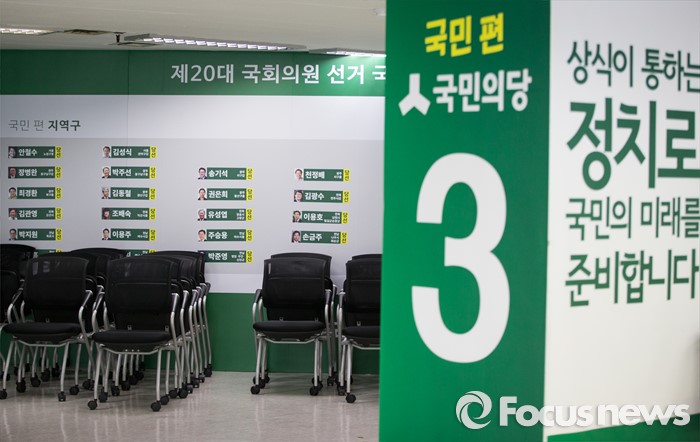 제20대 국회의원 선거 국
국민 편 지역구
안철수
장병완
최경환
김관영
박지원
김성식
박주선
김동철
조배숙
이용주
송기석
권은희
유성엽
주승용
박준영
천정배
김광수
이용호
손금주
국민 편
국민의당
3
상식이 통하는
정치로
국민의 미래를
준비합니다
Focusnews